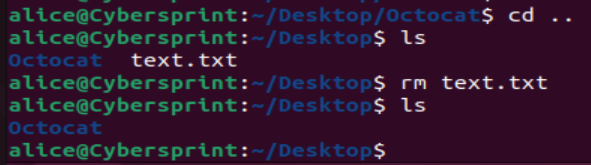 alice@Cybersprint:~/Desktop/Octocat$ cd ..
alice@Cybersprint:~/Desktop$ ls
Octocat  text.txt
alice@Cybersprint:~/Desktop$ rm text.txt
alice@Cybersprint:~/Desktop$ ls
Octocat
alice@Cybersprint:~/Desktop$